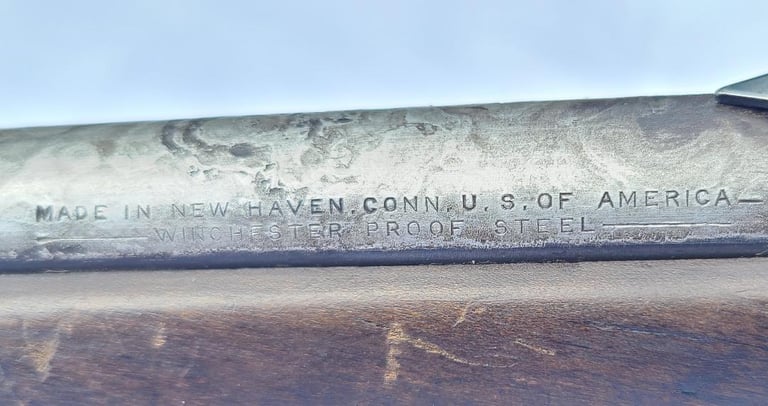 MADE IN NEW HAVEN, CONN. U.S. OF AMERICA—
—WINCHESTER PROOF STEEL—